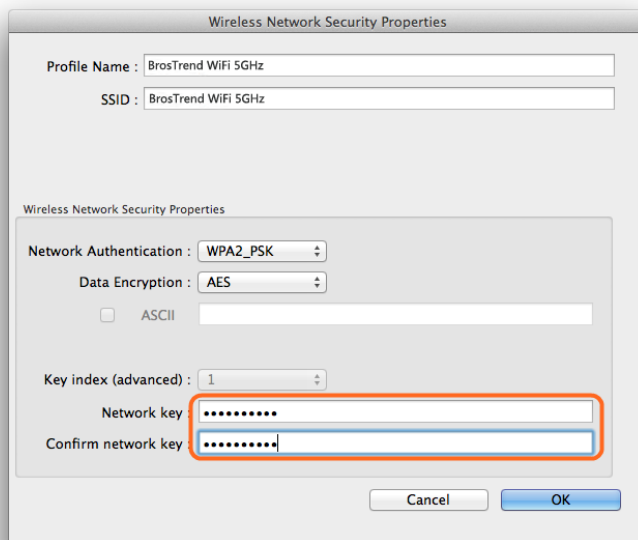 Wireless Network Security Properties
Profile Name : BrosTrend WiFi 5GHz
SSID : BrosTrend WiFi 5GHz
Wireless Network Security Properties
Network Authentication : WPA2_PSK
Data Encryption : AES
ASCII
Key index (advanced) : 1
Network key : ••••••••••
Confirm network key : ••••••••••
Cancel OK